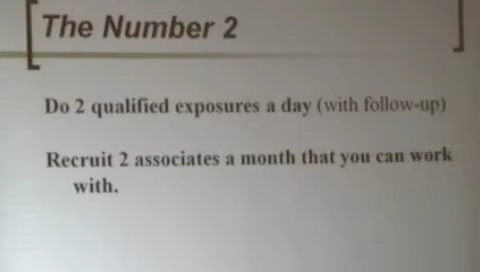 The Number 2
Do 2 qualified exposures a day (with follow-up)
Recruit 2 associates a month that you can work
with.